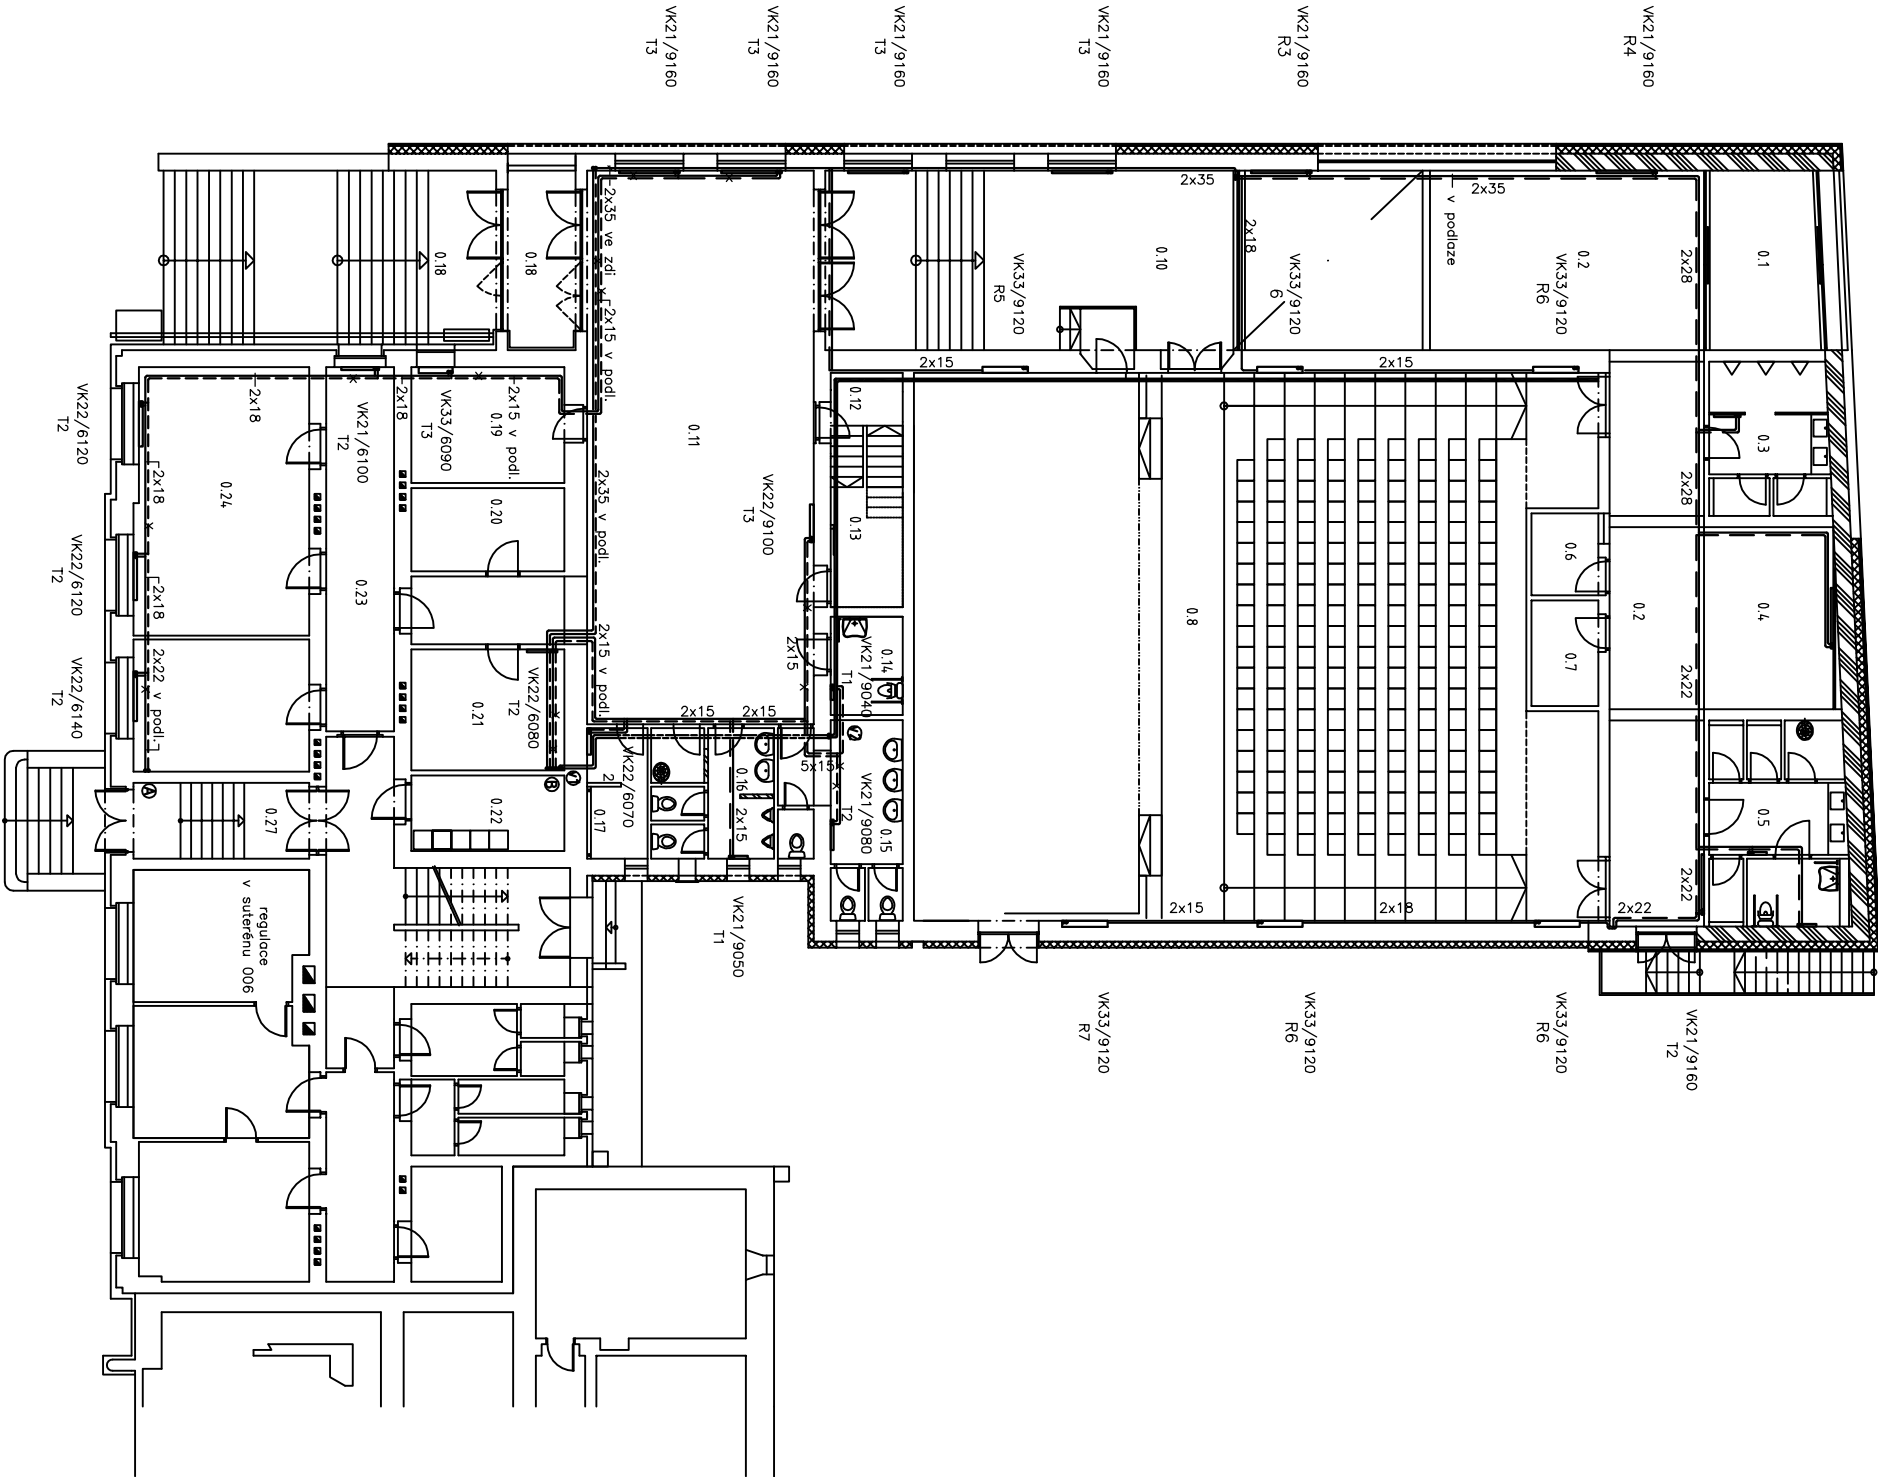 VK21/9160
T3
VK21/9160
T3
VK21/9160
T3
VK21/9160
T3
VK21/9160
R3
VK21/9160
R4
2x35
2x35
v podlaze
2x35 ve zdi
2x15 v podl.
0.18
0.18
0.10
VK33/9120
R5
2x18
VK33/9120
6
0.2
VK33/9120
R6
2x28
0.1
2x15
2x15
2x18
VK21/6100
T2
2x18
VK33/6090
T3
2x15 v podl.
0.19
0.11
0.12
0.3
VK22/6120
T2
2x18
0.24
0.20
2x35 v podl.
VK22/9100
T3
0.13
2x28
VK22/6120
T2
2x18
0.23
0.6
0.2
0.4
0.8
VK22/6140
T2
2x22 v podl.
0.21
VK22/6080
T2
2x15 v podl.
2x15
0.14
VK21/9040
T1
0.7
2x22
2x15
2x15
5x15
VK22/6070
2
0.16
2x15
0.17
VK21/9080
T2
0.15
A
B
0.27
0.22
0.5
2x22
2x15
2x18
2x22
regulace
v suterénu 006
VK21/9050
T1
VK33/9120
R7
VK33/9120
R6
VK33/9120
R6
VK21/9160
T2